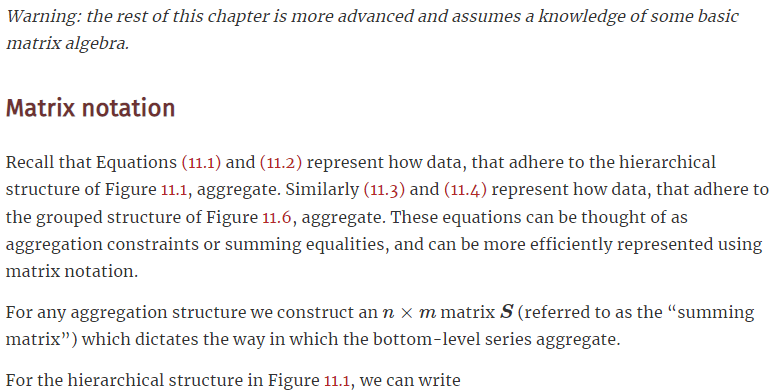 Warning: the rest of this chapter is more advanced and assumes a knowledge of some basic
matrix algebra.
Matrix notation
Recall that Equations (11.1) and (11.2) represent how data, that adhere to the hierarchical
structure of Figure 11.1, aggregate. Similarly (11.3) and (11.4) represent how data, that adhere to
the grouped structure of Figure 11.6, aggregate. These equations can be thought of as
aggregation constraints or summing equalities, and can be more efficiently represented using
matrix notation.
For any aggregation structure we construct an n × m matrix S (referred to as the “summing
matrix”) which dictates the way in which the bottom-level series aggregate.
For the hierarchical structure in Figure 11.1, we can write